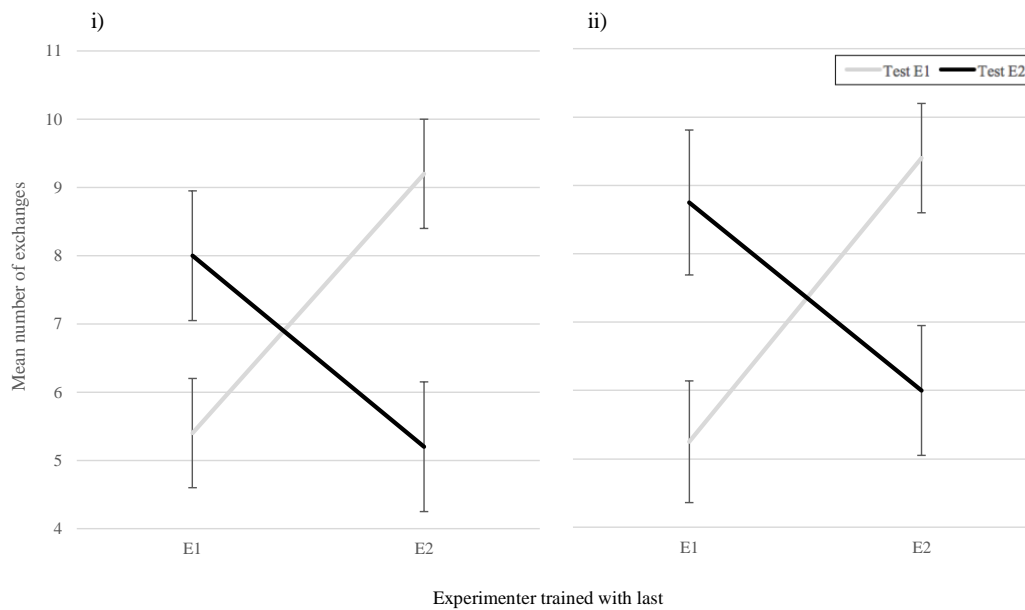 i)
ii)
11
10
9
8
7
6
5
4
Mean number of exchanges
Test E1
Test E2
E1
E2
E1
E2
Experimenter trained with last